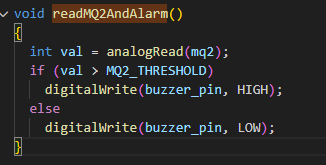 void readMQ2AndAlarm()
{
  int val = analogRead(mq2);
  if (val > MQ2_THRESHOLD)
    digitalWrite(buzzer_pin, HIGH);
  else
    digitalWrite(buzzer_pin, LOW);
}